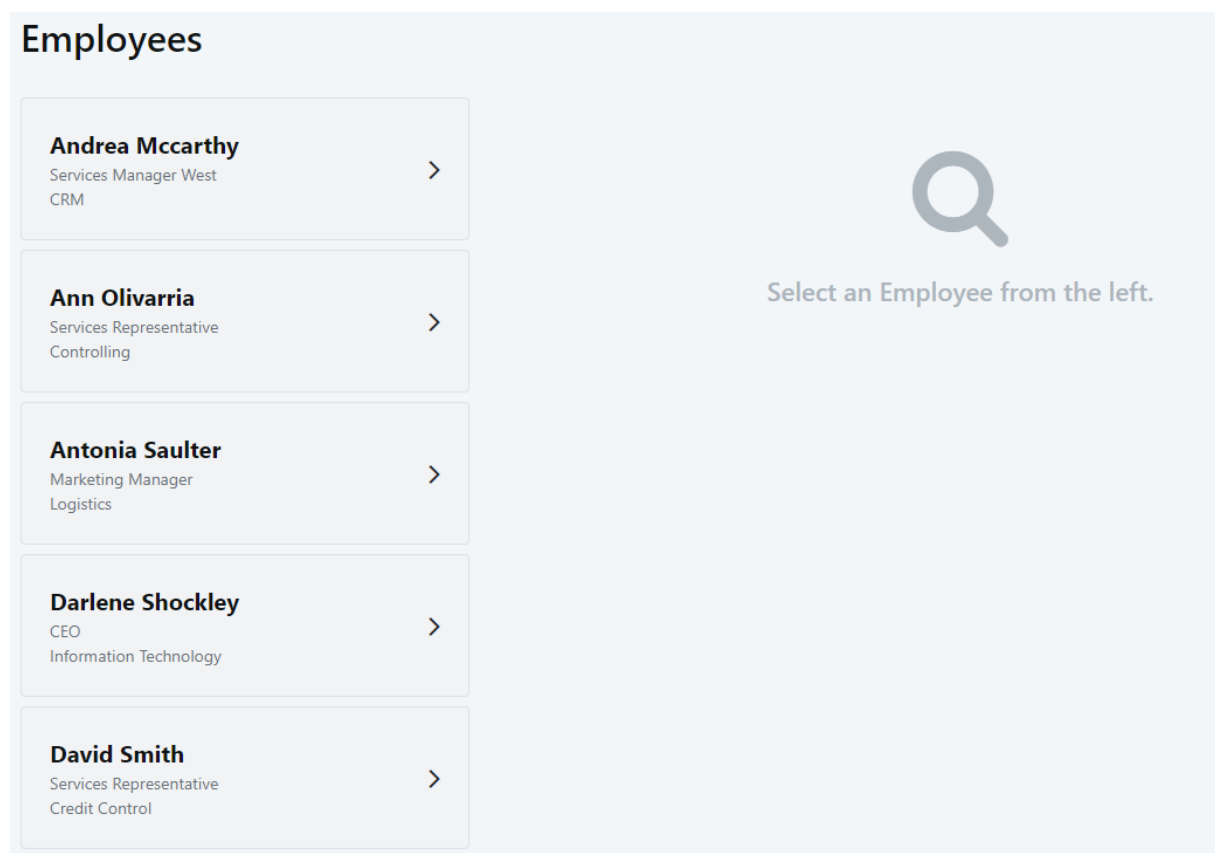 Employees
Andrea Mccarthy
Services Manager West
CRM
Ann Olivarria
Services Representative
Controlling
Antonia Saulter
Marketing Manager
Logistics
Darlene Shockley
CEO
Information Technology
David Smith
Services Representative
Credit Control
Select an Employee from the left.